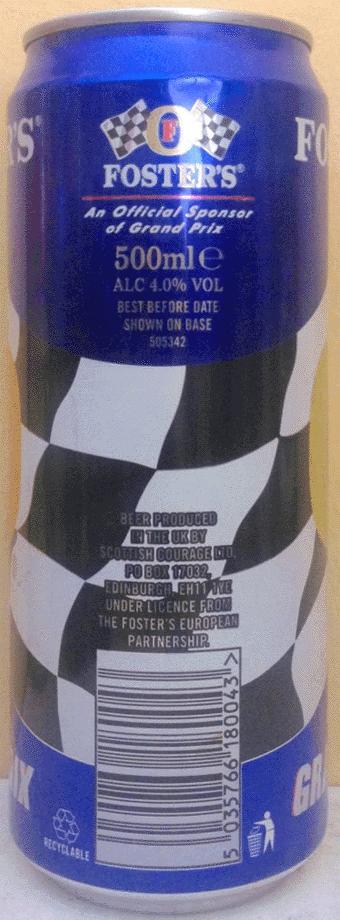 R'S®
FO
F
FOSTER'S®
An Official Sponsor
of Grand Prix
500ml e
ALC 4.0% VOL
BEST BEFORE DATE
SHOWN ON BASE
505342
BEER PRODUCED
IN THE UK BY
SCOTTISH COURAGE LTD,
PO BOX 17032,
EDINBURGH, EH11 1YE
UNDER LICENCE FROM
THE FOSTER'S EUROPEAN
PARTNERSHIP.
5 035766 180043 >
IX
GR
RECYCLABLE